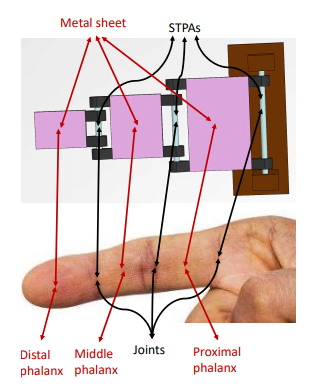 Metal sheet
STPAs
Distal
phalanx
Middle
phalanx
Joints
Proximal
phalanx